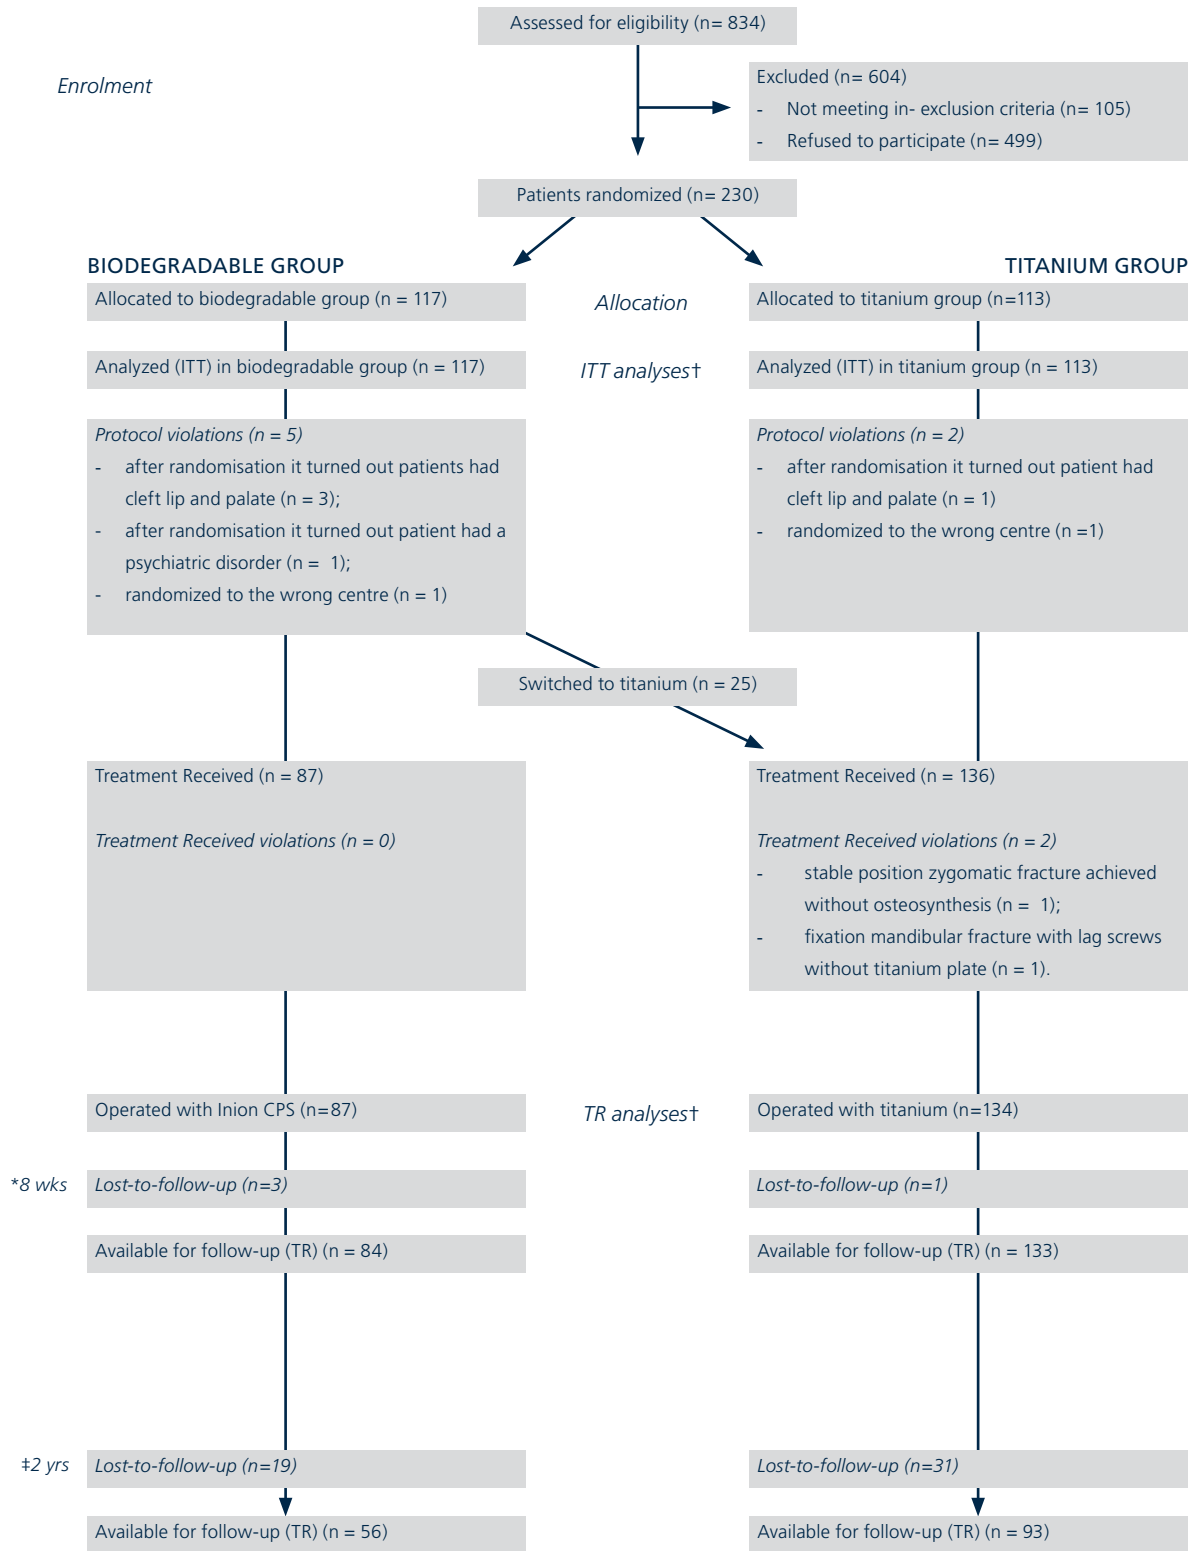 Assessed for eligibility (n= 834)
Enrolment
Excluded (n= 604)
- Not meeting in- exclusion criteria (n= 105)
- Refused to participate (n= 499)
Patients randomized (n= 230)
BIODEGRADABLE GROUP
TITANIUM GROUP
Allocated to biodegradable group (n = 117)
Allocation
Allocated to titanium group (n=113)
Analyzed (ITT) in biodegradable group (n = 117)
ITT analyses†
Analyzed (ITT) in titanium group (n = 113)
Protocol violations (n = 5)
- after randomisation it turned out patients had
cleft lip and palate (n = 3);
- after randomisation it turned out patient had a
psychiatric disorder (n = 1);
- randomized to the wrong centre (n = 1)
Protocol violations (n = 2)
- after randomisation it turned out patient had
cleft lip and palate (n = 1)
- randomized to the wrong centre (n =1)
Switched to titanium (n = 25)
Treatment Received (n = 87)
Treatment Received violations (n = 0)
Treatment Received (n = 136)
Treatment Received violations (n = 2)
- stable position zygomatic fracture achieved
without osteosynthesis (n = 1);
- fixation mandibular fracture with lag screws
without titanium plate (n = 1).
Operated with Inion CPS (n=87)
TR analyses†
Operated with titanium (n=134)
*8 wks
Lost-to-follow-up (n=3)
Lost-to-follow-up (n=1)
Available for follow-up (TR) (n = 84)
Available for follow-up (TR) (n = 133)
‡2 yrs
Lost-to-follow-up (n=19)
Lost-to-follow-up (n=31)
Available for follow-up (TR) (n = 56)
Available for follow-up (TR) (n = 93)